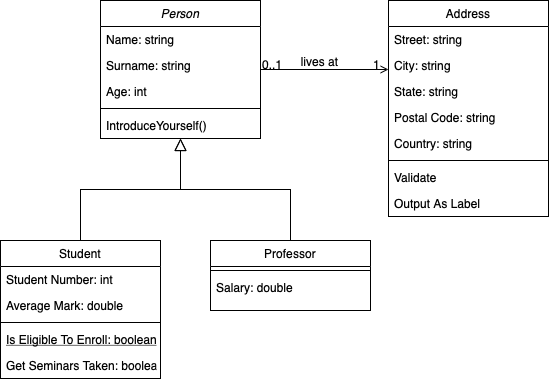 Person
Name: string
Surname: string
Age: int
IntroduceYourself()
0..1
lives at
1
Address
Street: string
City: string
State: string
Postal Code: string
Country: string
Validate
Output As Label
Student
Student Number: int
Average Mark: double
Is Eligible To Enroll: boolean
Get Seminars Taken: boolea
Professor
Salary: double